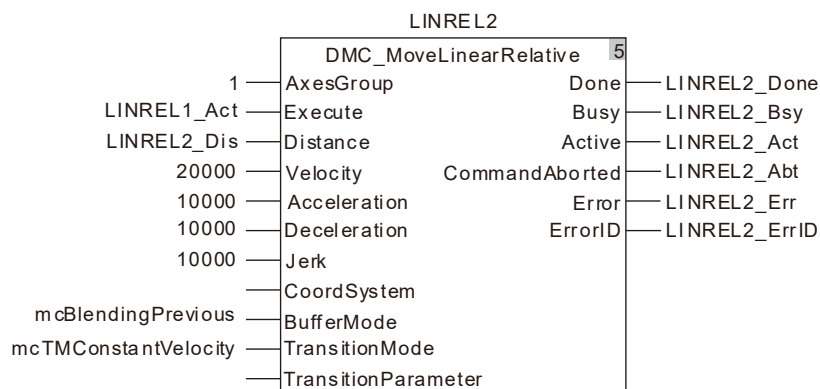 LINREL2
DMC_MoveLinearRelative 5
1 AxesGroup Done LINREL2_Done
LINREL1_Act Execute Busy LINREL2_Bsy
LINREL2_Dis Distance Active LINREL2_Act
20000 Velocity CommandAborted LINREL2_Abt
10000 Acceleration Error LINREL2_Err
10000 Deceleration ErrorID LINREL2_ErrID
10000 Jerk
CoordSystem
mcBlendingPrevious BufferMode
mcTMConstantVelocity TransitionMode
TransitionParameter